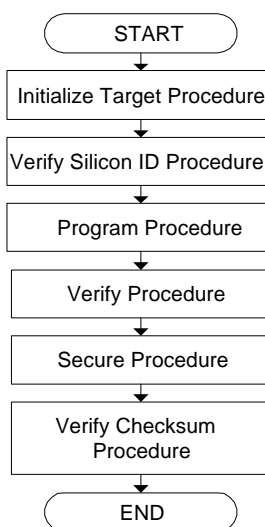 START
Initialize Target Procedure
Verify Silicon ID Procedure
Program Procedure
Verify Procedure
Secure Procedure
Verify Checksum
Procedure
END